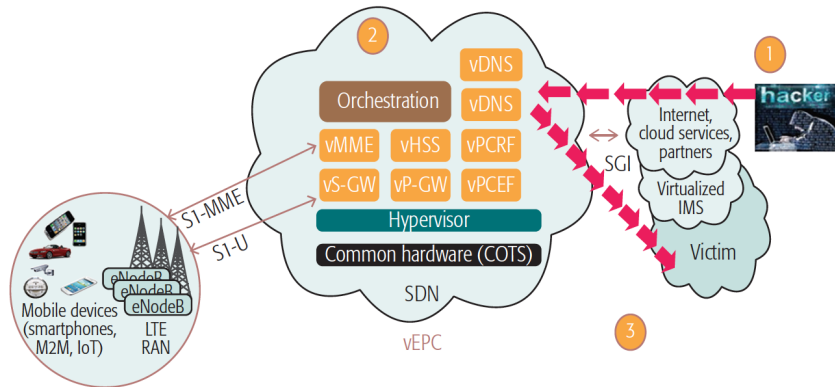 2
1
vDNS
vDNS
Orchestration
hacker
Internet,
cloud services,
partners
vMME
vHSS
vPCRF
SGI
vS-GW
vP-GW
vPCEF
Virtualized
IMS
S1-MME
S1-U
Hypervisor
Common hardware (COTS)
Victim
SDN
vEPC
3
eNodeB
eNodeB
eNodeB
Mobile devices
(smartphones,
M2M, IoT)
LTE
RAN